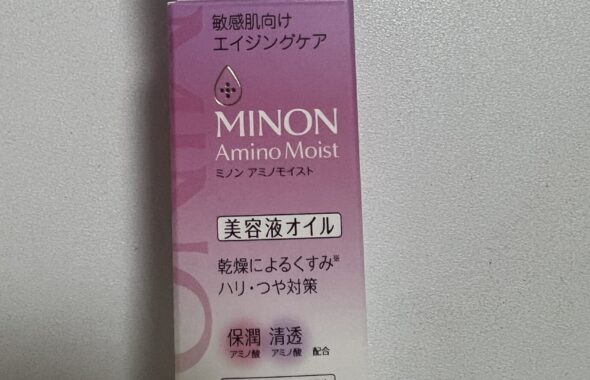 敏感肌向け
エイジングケア
MINON
Amino Moist
ミノン アミノモイスト
美容液オイル
乾燥によるくすみ※
ハリ・つや対策
保潤 清透
アミノ酸 アミノ酸 配合
MINO